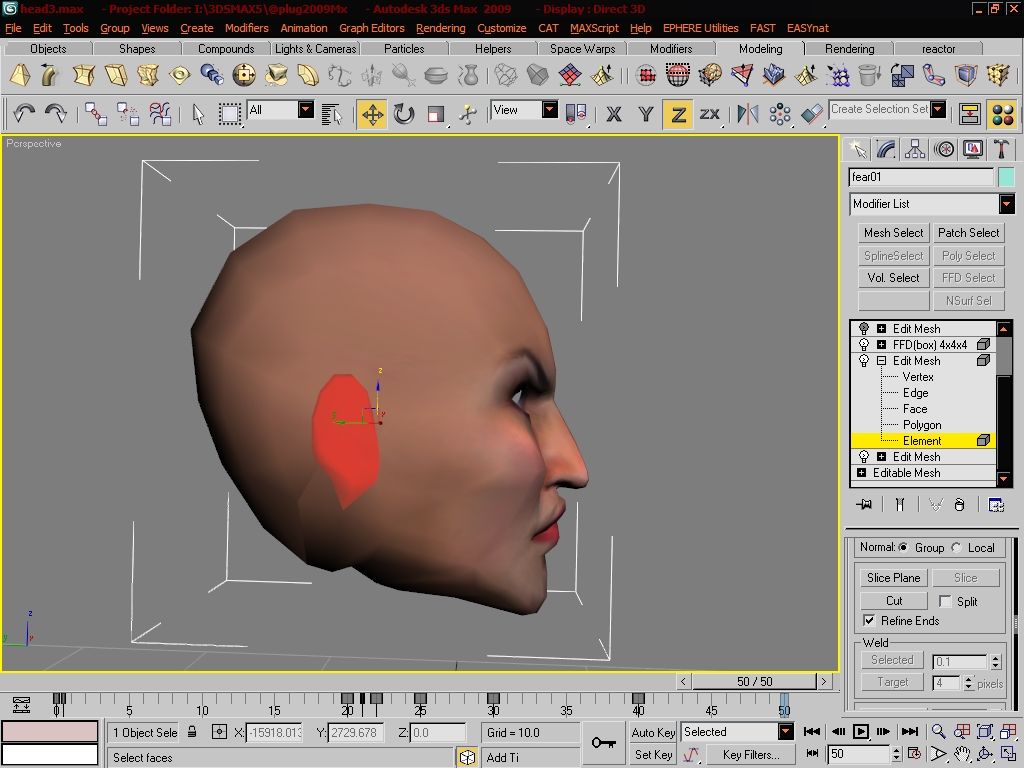 head3.max - Project Folder: I:\3DSMAX5\@plug2009Mx - Autodesk 3ds Max 2009 - Display : Direct 3D
File Edit Tools Group Views Create Modifiers Animation Graph Editors Rendering Customize CAT MAXScript Help EPHERE Utilities FAST EASYnat
Objects Shapes Compounds Lights & Cameras Particles Helpers Space Warps Modifiers Modeling Rendering reactor
All View X Y Z ZX Create Selection Set
Perspective
fear01
Modifier List
Mesh Select Patch Select
SplineSelect Poly Select
Vol. Select FFD Select
NSurf Sel
Edit Mesh
FFD(box) 4x4x4
Edit Mesh
Vertex
Edge
Face
Polygon
Element
Edit Mesh
Editable Mesh
z
y
Normal: Group Local
Slice Plane Slice
Cut Split
Refine Ends
Weld
Selected 0.1
Target 4 pixels
z
y
< 50 / 50 >
0 5 10 15 20 25 30 35 40 45 50
1 Object Sele X: -15918.013 Y: 2729.678 Z: 0.0 Grid = 10.0 Auto Key Selected
Select faces Add Ti Set Key Key Filters... 50